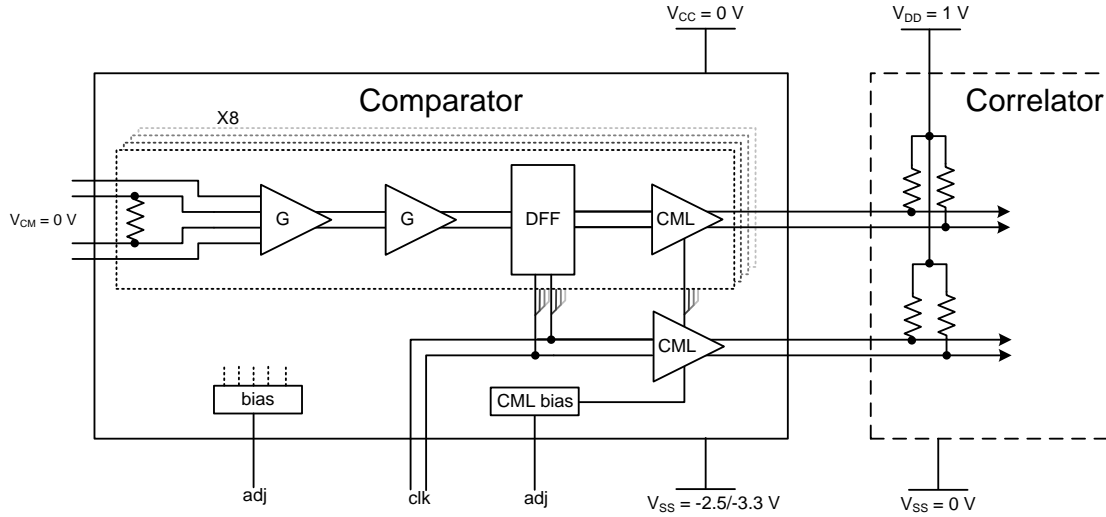 V_CC = 0 V
V_DD = 1 V
Comparator
Correlator
X8
G
G
DFF
CML
V_CM = 0 V
CML
bias
CML bias
adj
clk
adj
V_SS = -2.5/-3.3 V
V_SS = 0 V